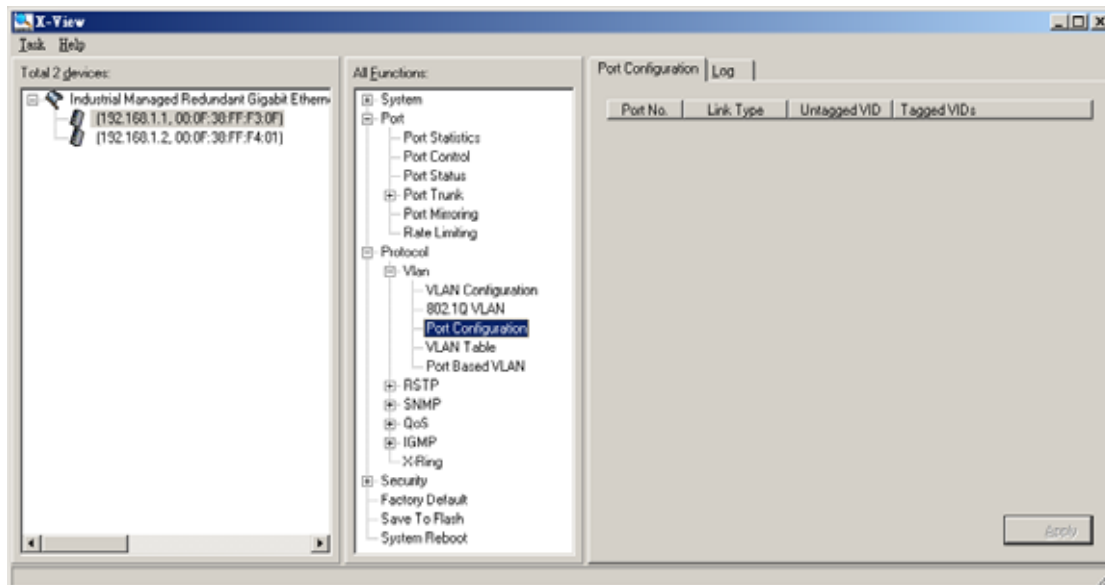 X-View
Task Help
Total 2 devices:
Industrial Managed Redundant Gigabit Ethern
(192.168.1.1, 00:0F:38:FF:F3:0F)
(192.168.1.2, 00:0F:38:FF:F4:01)
All Functions:
System
Port
Port Statistics
Port Control
Port Status
Port Trunk
Port Mirroring
Rate Limiting
Protocol
Vlan
VLAN Configuration
802.1Q VLAN
Port Configuration
VLAN Table
Port Based VLAN
RSTP
SNMP
QoS
IGMP
X-Ring
Security
Factory Default
Save To Flash
System Reboot
Port Configuration Log
Port No. Link Type Untagged VID Tagged VIDs
Apply